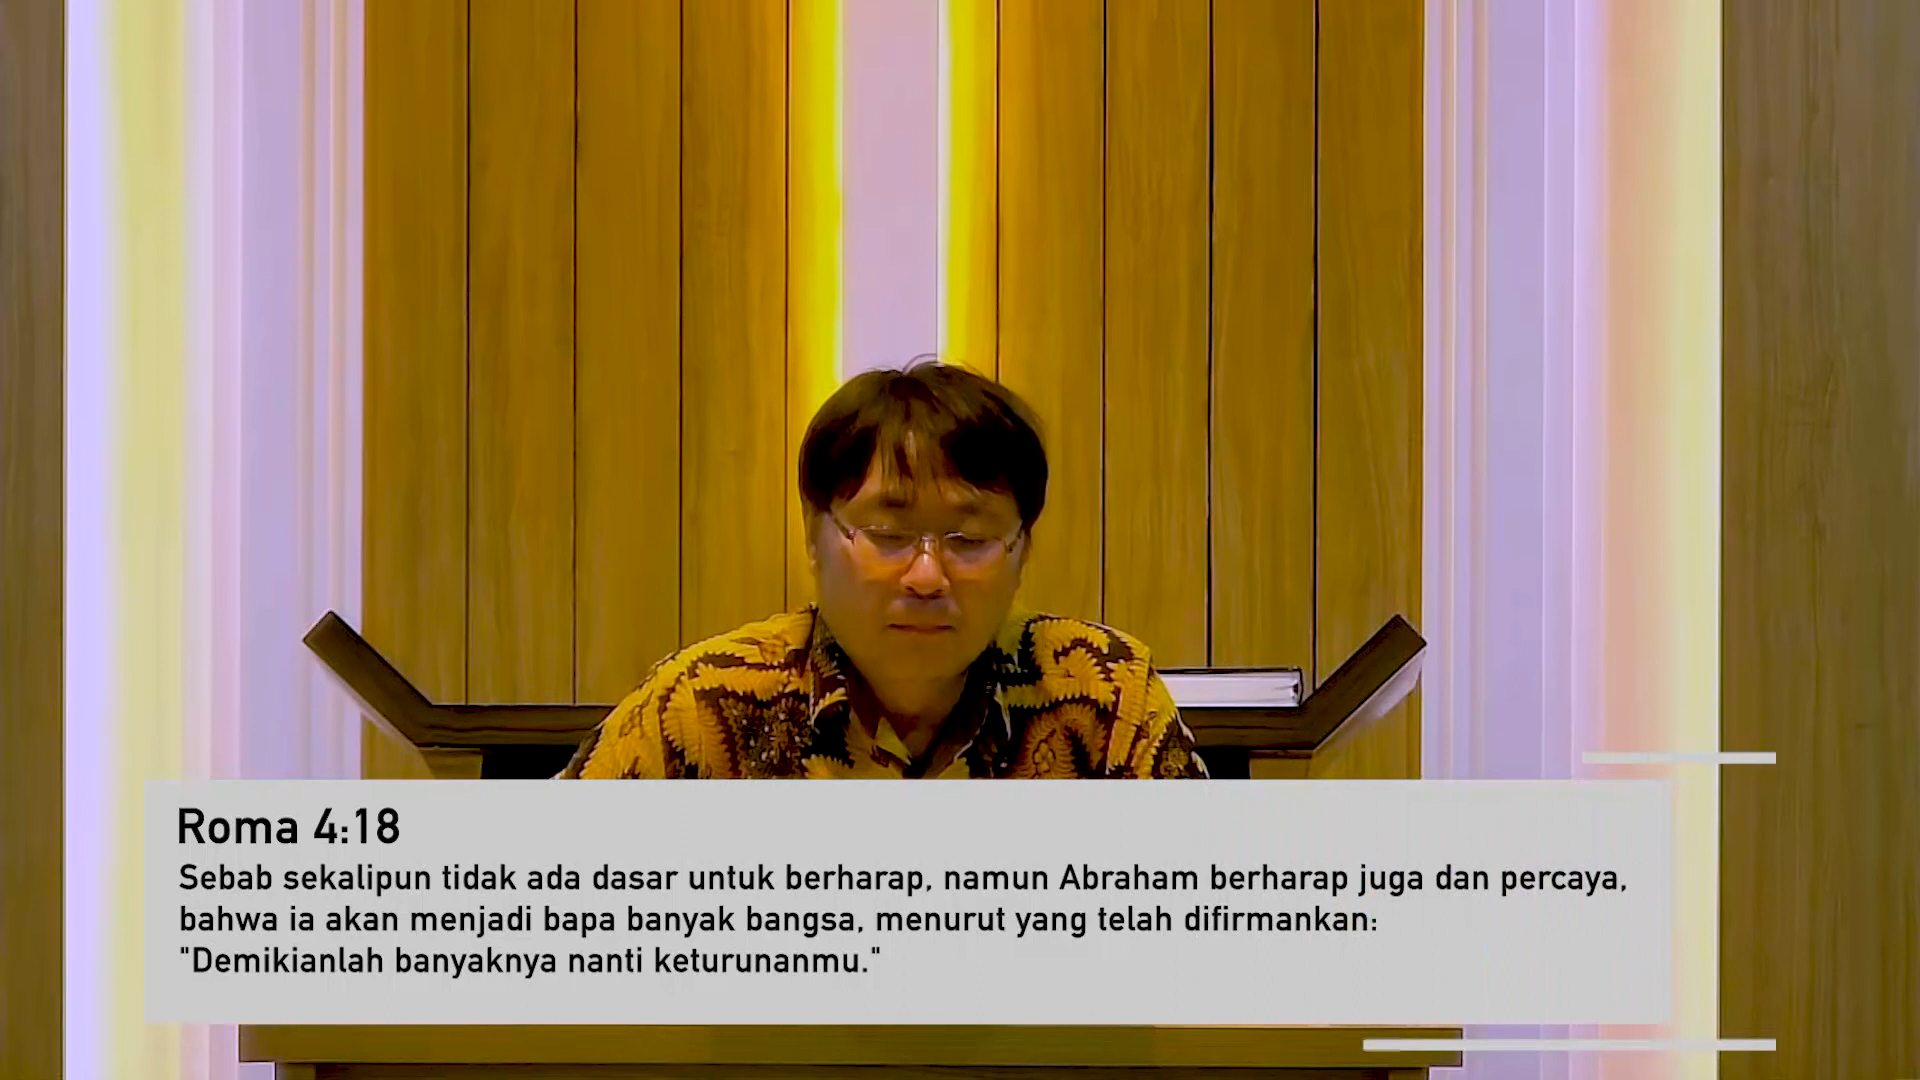 Roma 4:18
Sebab sekalipun tidak ada dasar untuk berharap, namun Abraham berharap juga dan percaya,
bahwa ia akan menjadi bapa banyak bangsa, menurut yang telah difirmankan:
"Demikianlah banyaknya nanti keturunanmu."